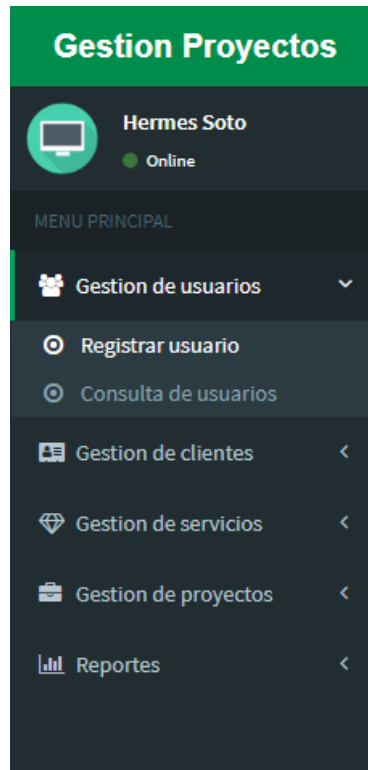 Gestion Proyectos
Hermes Soto
Online
MENU PRINCIPAL
Gestion de usuarios
Registrar usuario
Consulta de usuarios
Gestion de clientes
Gestion de servicios
Gestion de proyectos
Reportes